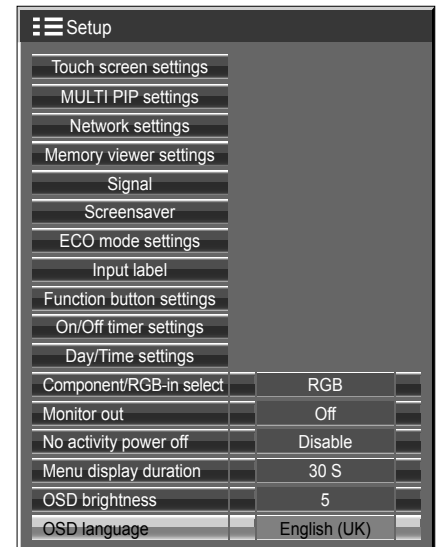 Setup
Touch screen settings
MULTI PIP settings
Network settings
Memory viewer settings
Signal
Screensaver
ECO mode settings
Input label
Function button settings
On/Off timer settings
Day/Time settings
Component/RGB-in select RGB
Monitor out Off
No activity power off Disable
Menu display duration 30 S
OSD brightness 5
OSD language English (UK)